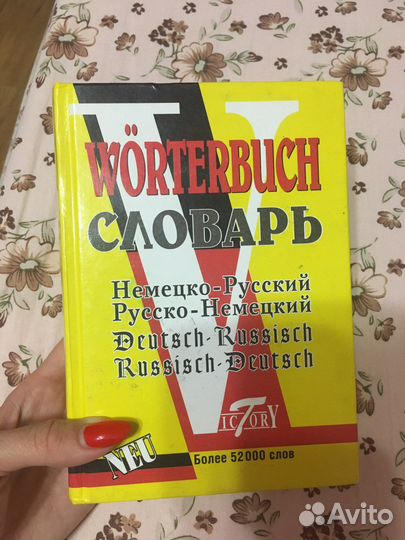 WÖRTERBUCH
СЛОВАРЬ
Немецко-Русский
Русско-Немецкий
Deutsch-Russisch
Russisch-Deutsch
VICTORY
NEU
Более 52000 слов
Avito